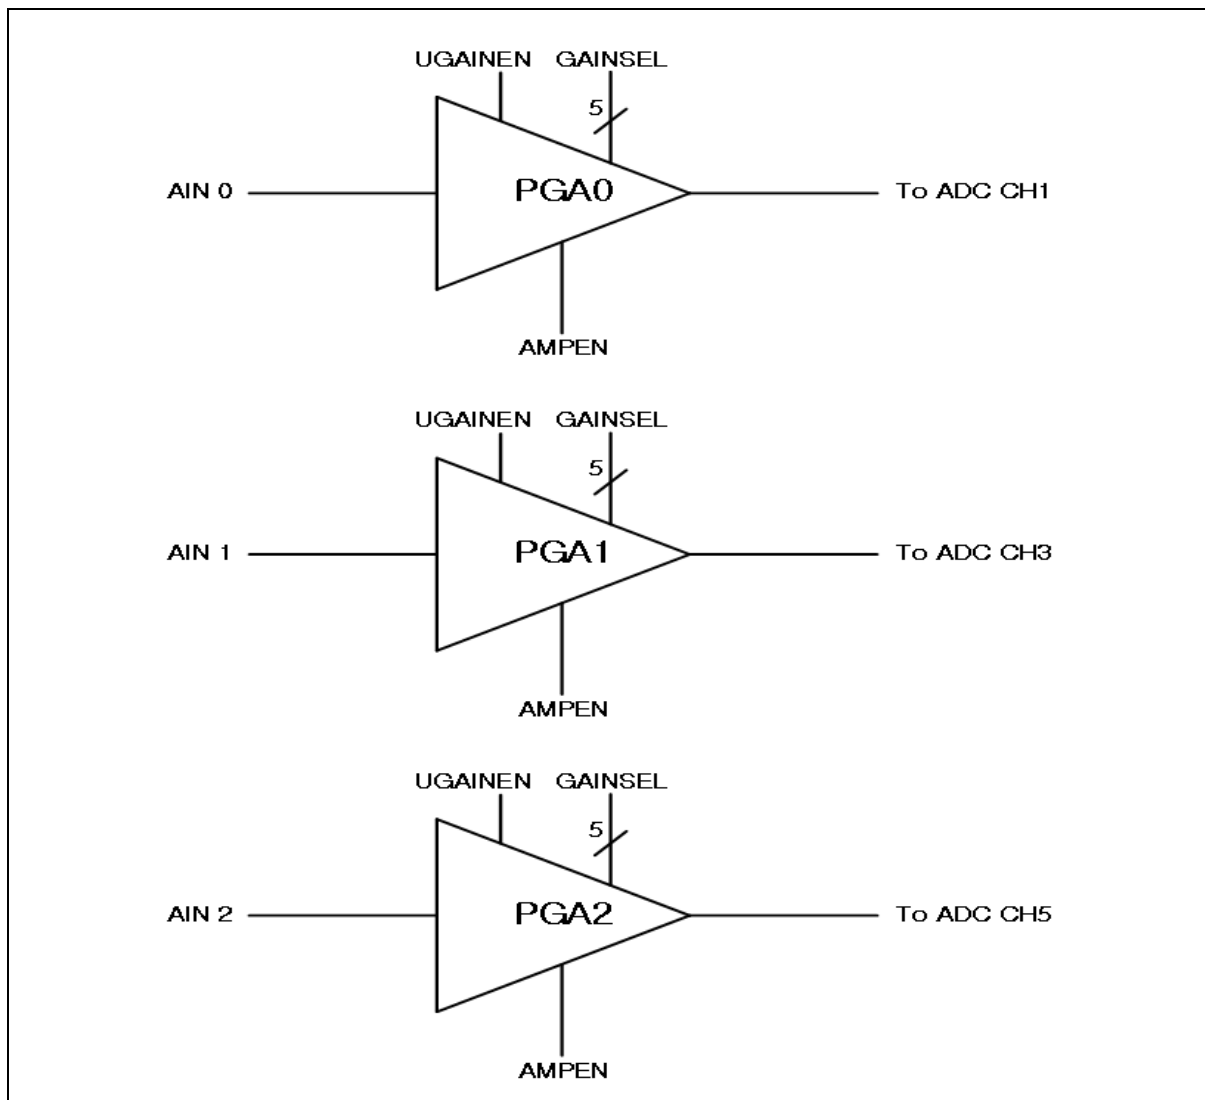 UGAINEN GAINSEL
5
AIN 0 PGA0 To ADC CH1
AMPEN
UGAINEN GAINSEL
5
AIN 1 PGA1 To ADC CH3
AMPEN
UGAINEN GAINSEL
5
AIN 2 PGA2 To ADC CH5
AMPEN